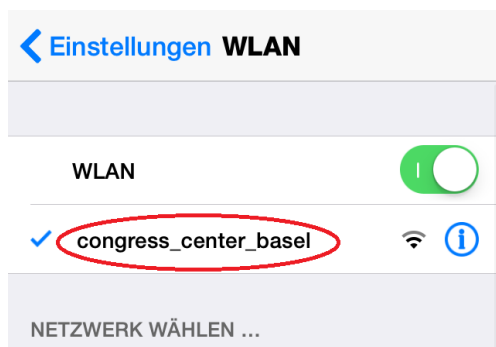 Einstellungen WLAN
WLAN
congress_center_basel
NETZWERK WÄHLEN ...